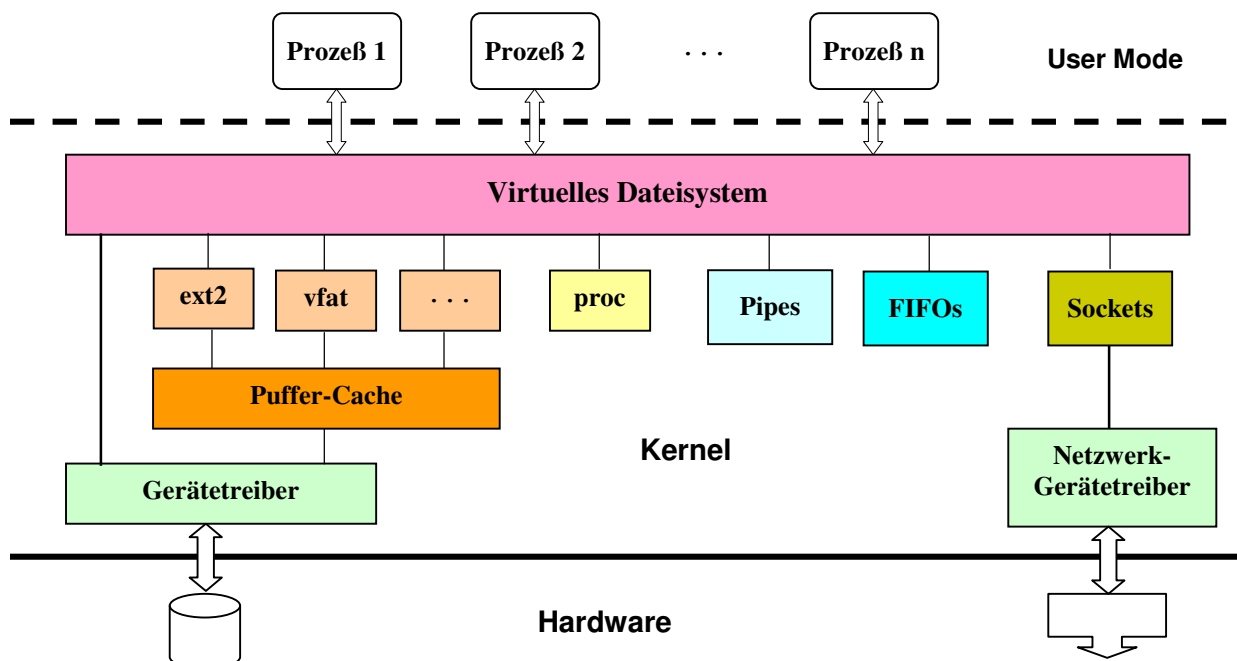 Prozeß 1
Prozeß 2
. . .
Prozeß n
User Mode
Virtuelles Dateisystem
ext2
vfat
. . .
proc
Pipes
FIFOs
Sockets
Puffer-Cache
Kernel
Gerätetreiber
Netzwerk-
Gerätetreiber
Hardware